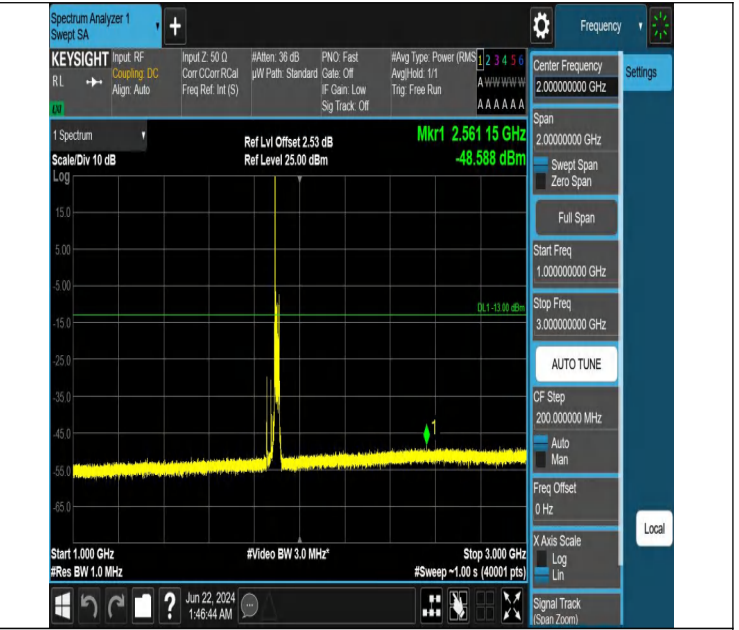 Spectrum Analyzer 1
Swept SA
+
Frequency
KEYSIGHT
RL
Input: RF
Coupling: DC
Align: Auto
Input Z: 50 Ω
Corr CCorr RCal
Freq Ref: Int (S)
#Atten: 36 dB
µW Path: Standard
PNO: Fast
Gate: Off
IF Gain: Low
Sig Track: Off
#Avg Type: Power (RMS
Avg|Hold: 1/1
Trig: Free Run
1 2 3 4 5 6
A W W W W W
A A A A A A
1 Spectrum
Scale/Div 10 dB
Log
Ref Lvl Offset 2.53 dB
Ref Level 25.00 dBm
Mkr1 2.561 15 GHz
-48.588 dBm
15.0
5.00
-5.00
-15.0
-25.0
-35.0
-45.0
-55.0
-65.0
DL1 -13.00 dBm
1
Start 1.000 GHz
#Res BW 1.0 MHz
#Video BW 3.0 MHz*
Stop 3.000 GHz
#Sweep ~1.00 s (40001 pts)
Center Frequency
2.000000000 GHz
Settings
Span
2.00000000 GHz
Swept Span
Zero Span
Full Span
Start Freq
1.000000000 GHz
Stop Freq
3.000000000 GHz
AUTO TUNE
CF Step
200.000000 MHz
Auto
Man
Freq Offset
0 Hz
X Axis Scale
Log
Lin
Local
Signal Track
(Span Zoom)
?
Jun 22, 2024
1:46:44 AM